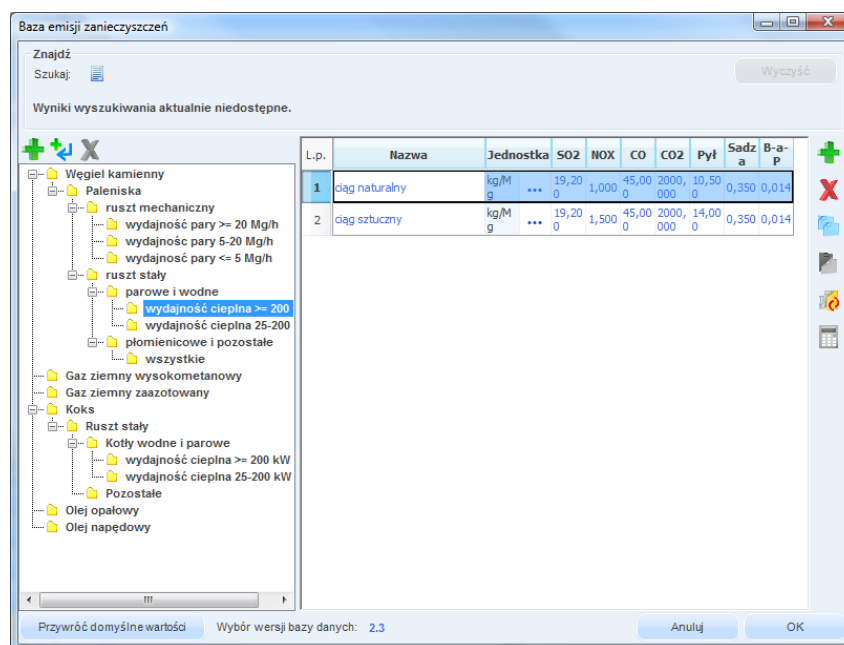 Baza emisji zanieczyszczeń
Znajdź
Szukaj:
Wyczyść
Wyniki wyszukiwania aktualnie niedostępne.
L.p. Nazwa Jednostka SO2 NOX CO CO2 Pył Sadza B-a-P
1 ciąg naturalny kg/Mg ... 19,200 1,000 45,000 2000,000 10,500 0,350 0,014
2 ciąg sztuczny kg/Mg ... 19,200 1,500 45,000 2000,000 14,000 0,350 0,014
Węgiel kamienny
Paleniska
ruszt mechaniczny
wydajność pary >= 20 Mg/h
wydajnośc pary 5-20 Mg/h
wydajnosć pary <= 5 Mg/h
ruszt stały
parowe i wodne
wydajność cieplna >= 200
wydajność cieplna 25-200
płomienicowe i pozostałe
wszystkie
Gaz ziemny wysokometanowy
Gaz ziemny zaazotowany
Koks
Ruszt stały
Kotły wodne i parowe
wydajność cieplna >= 200 kW
wydajność cieplna 25-200 kW
Pozostałe
Olej opałowy
Olej napędowy
Przywróć domyślne wartości Wybór wersji bazy danych: 2.3 Anuluj OK